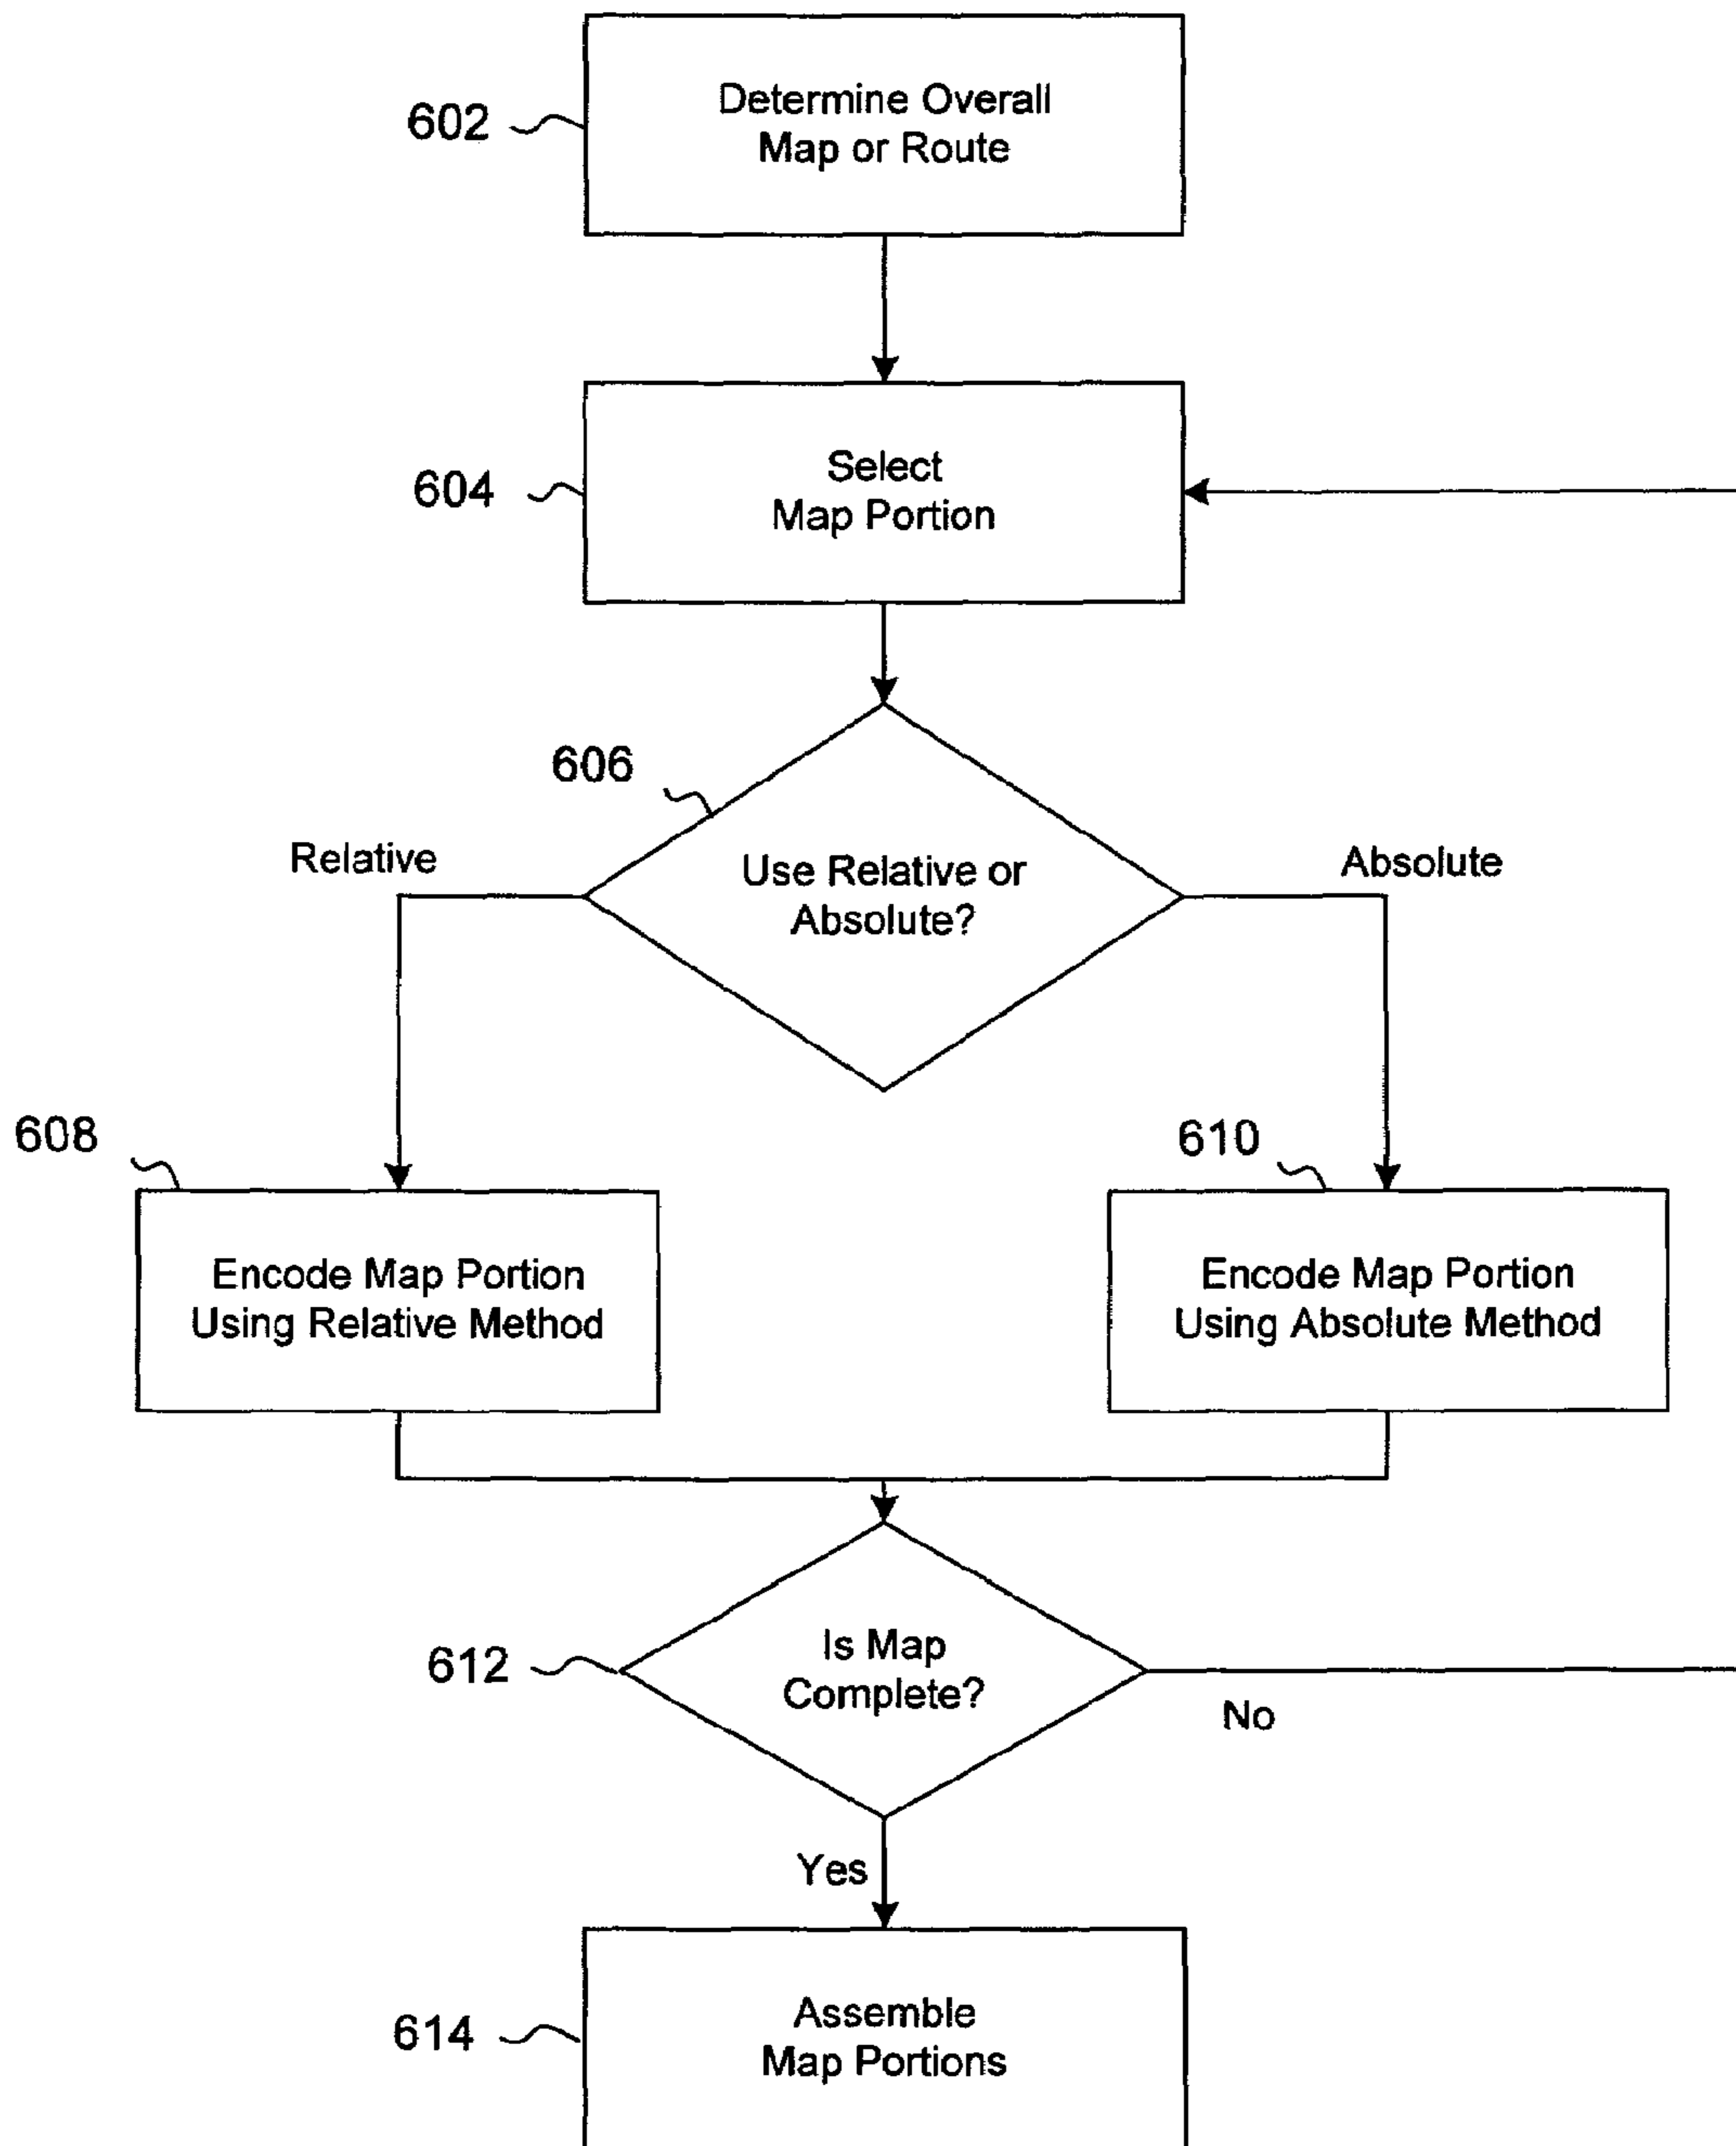 602
Determine Overall
Map or Route
604
Select
Map Portion
606
Relative
Use Relative or
Absolute?
Absolute
608
610
Encode Map Portion
Using Relative Method
Encode Map Portion
Using Absolute Method
612
Is Map
Complete?
No
Yes
614
Assemble
Map Portions